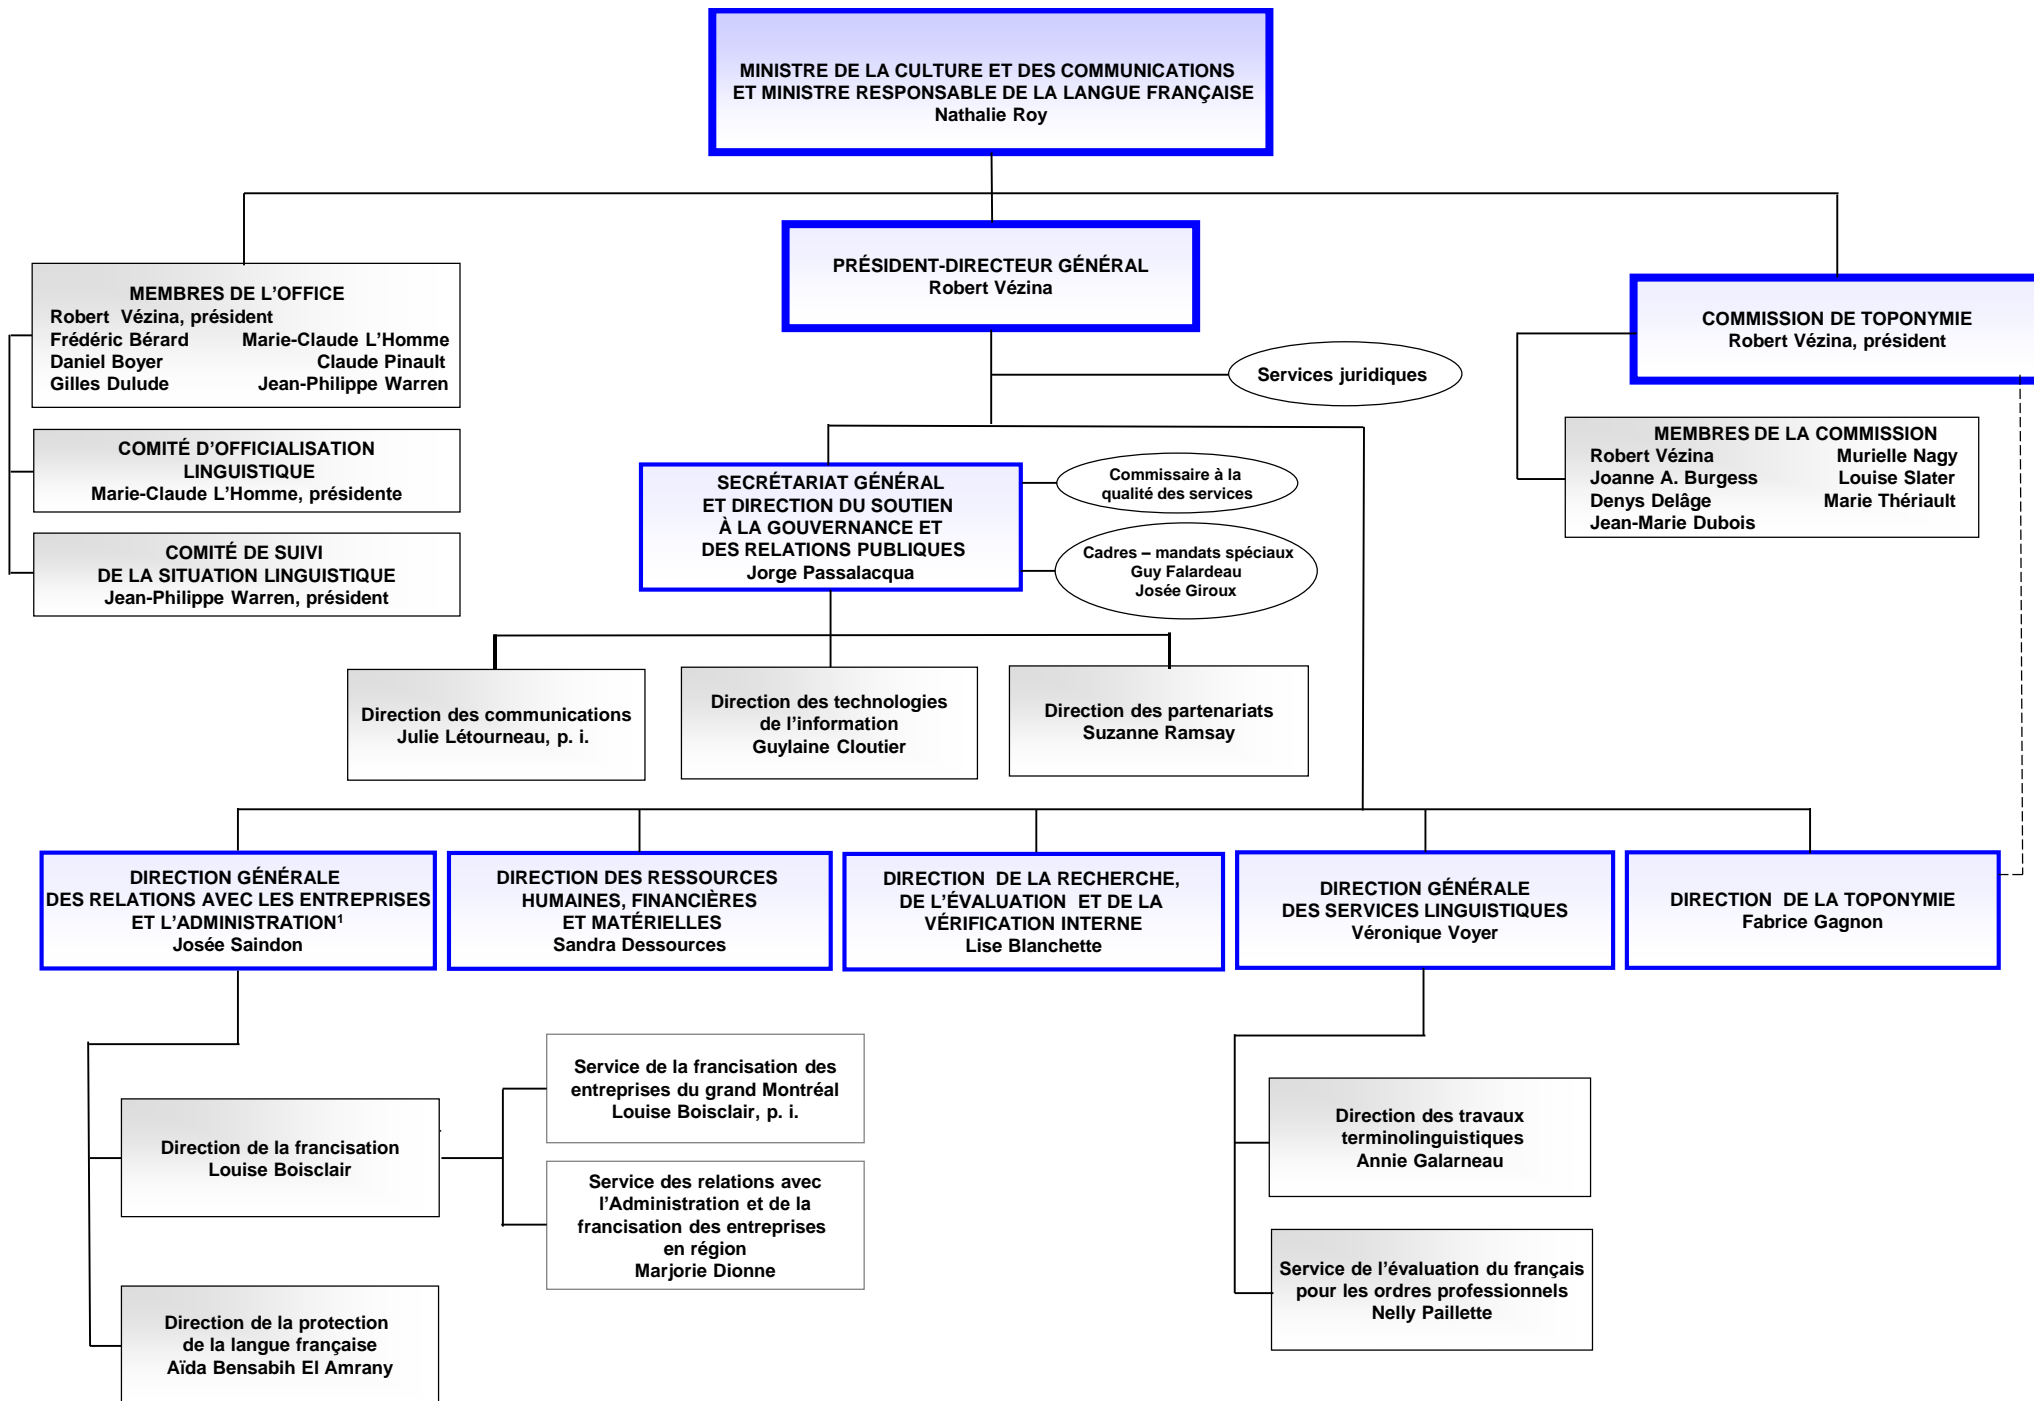 MINISTRE DE LA CULTURE ET DES COMMUNICATIONS
ET MINISTRE RESPONSABLE DE LA LANGUE FRANÇAISE
Nathalie Roy
PRÉSIDENT-DIRECTEUR GÉNÉRAL
Robert Vézina
MEMBRES DE L’OFFICE
Robert Vézina, président
Frédéric Bérard Marie-Claude L’Homme
Daniel Boyer Claude Pinault
Gilles Dulude Jean-Philippe Warren
COMMISSION DE TOPONYMIE
Robert Vézina, président
Services juridiques
COMITÉ D’OFFICIALISATION
LINGUISTIQUE
Marie-Claude L’Homme, présidente
MEMBRES DE LA COMMISSION
Robert Vézina Murielle Nagy
Joanne A. Burgess Louise Slater
Denys Delâge Marie Thériault
Jean-Marie Dubois
SECRÉTARIAT GÉNÉRAL
ET DIRECTION DU SOUTIEN
À LA GOUVERNANCE ET
DES RELATIONS PUBLIQUES
Jorge Passalacqua
Commissaire à la
qualité des services
Cadres – mandats spéciaux
Guy Falardeau
Josée Giroux
COMITÉ DE SUIVI
DE LA SITUATION LINGUISTIQUE
Jean-Philippe Warren, président
Direction des communications
Julie Létourneau, p. i.
Direction des technologies
de l’information
Guylaine Cloutier
Direction des partenariats
Suzanne Ramsay
DIRECTION GÉNÉRALE
DES RELATIONS AVEC LES ENTREPRISES
ET L’ADMINISTRATION¹
Josée Saindon
DIRECTION DES RESSOURCES
HUMAINES, FINANCIÈRES
ET MATÉRIELLES
Sandra Dessources
DIRECTION DE LA RECHERCHE,
DE L’ÉVALUATION ET DE LA
VÉRIFICATION INTERNE
Lise Blanchette
DIRECTION GÉNÉRALE
DES SERVICES LINGUISTIQUES
Véronique Voyer
DIRECTION DE LA TOPONYMIE
Fabrice Gagnon
Direction de la francisation
Louise Boisclair
Service de la francisation des
entreprises du grand Montréal
Louise Boisclair, p. i.
Service des relations avec
l’Administration et de la
francisation des entreprises
en région
Marjorie Dionne
Direction de la protection
de la langue française
Aïda Bensabih El Amrany
Direction des travaux
terminolinguistiques
Annie Galarneau
Service de l’évaluation du français
pour les ordres professionnels
Nelly Paillette